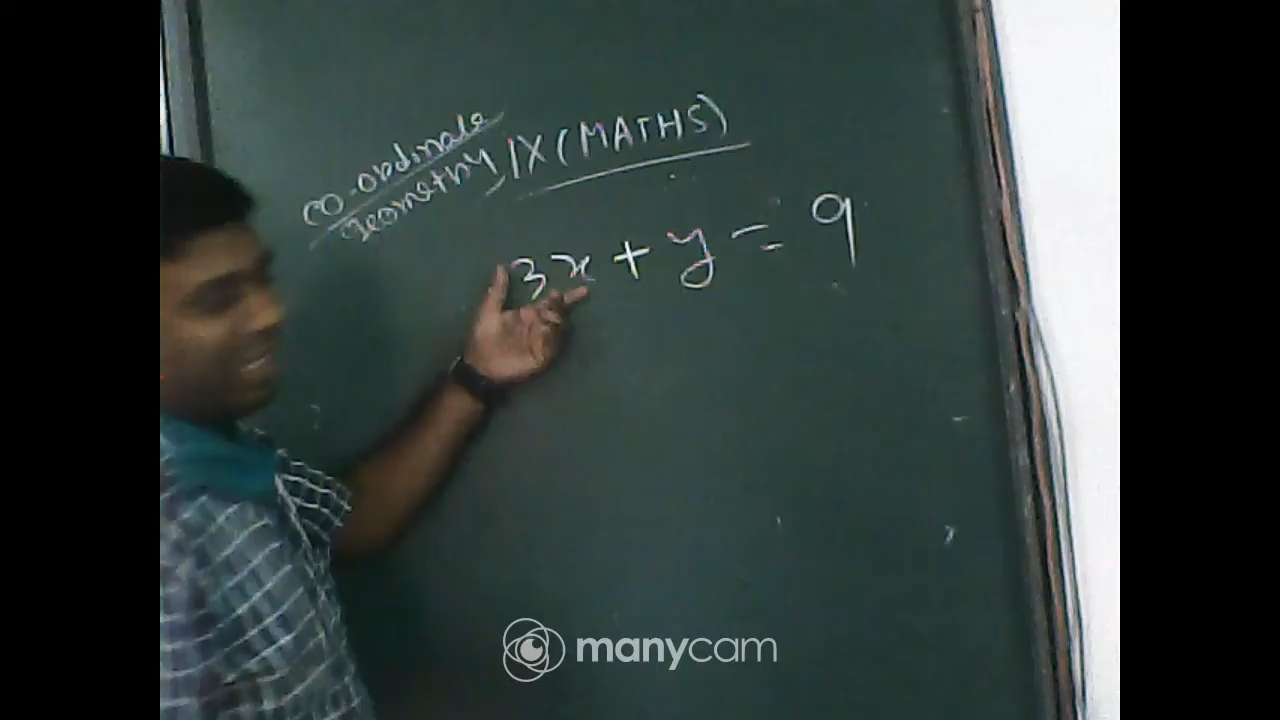 co-ordinate
Geometry, IX (MATHS)
3x + y = 9
manycam